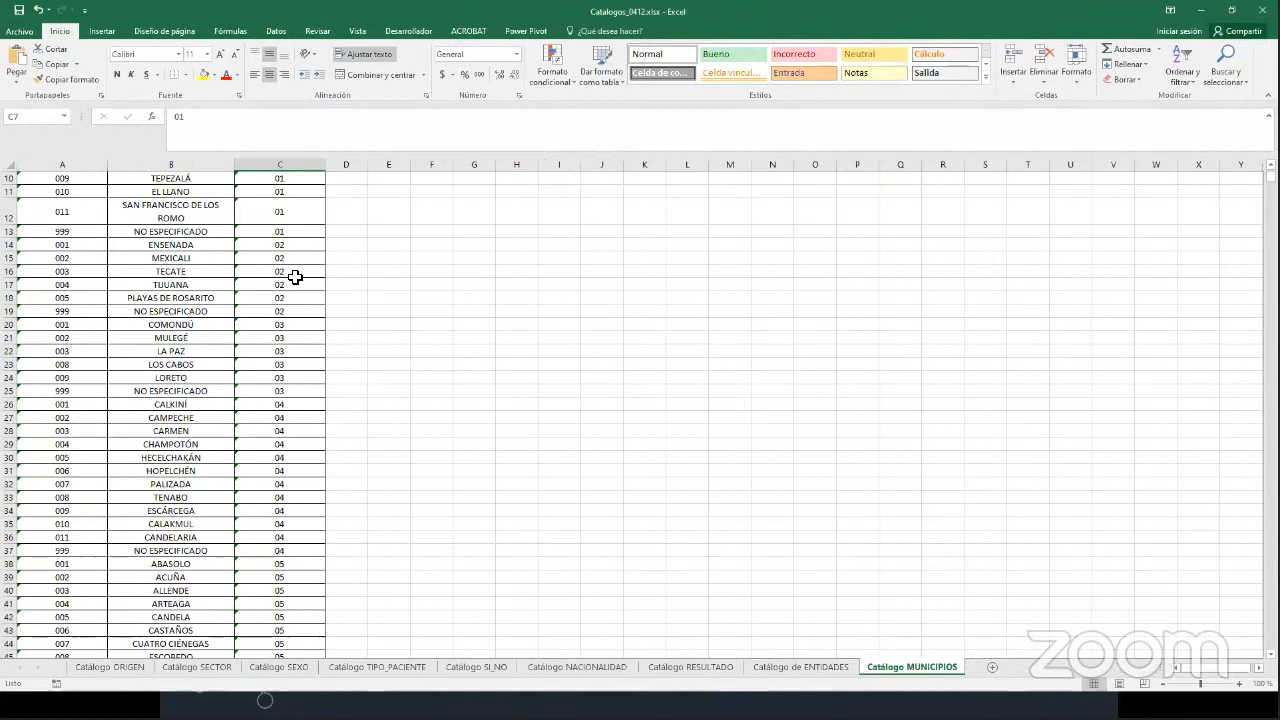 Catalogos_0412.xlsx - Excel
Archivo Inicio Insertar Diseño de página Fórmulas Datos Revisar Vista Desarrollador ACROBAT Power Pivot ¿Qué desea hacer? Iniciar sesión Compartir
Pegar
Cortar
Copiar
Copiar formato
Portapapeles
Calibri 11
N K S
Fuente
Ajustar texto
Combinar y centrar
Alineación
General
$ % 000
Número
Formato condicional
Dar formato como tabla
Normal Bueno Incorrecto Neutral Cálculo
Celda de co... Celda vincul... Entrada Notas Salida
Estilos
Insertar Eliminar Formato
Celdas
Autosuma
Rellenar
Borrar
Ordenar y filtrar
Buscar y seleccionar
Modificar
C7 fx 01
A B C D E F G H I J K L M N O P Q R S T U V W X Y
10 009 TEPEZALÁ 01
11 010 EL LLANO 01
12 011 SAN FRANCISCO DE LOS ROMO 01
13 999 NO ESPECIFICADO 01
14 001 ENSENADA 02
15 002 MEXICALI 02
16 003 TECATE 02
17 004 TIJUANA 02
18 005 PLAYAS DE ROSARITO 02
19 999 NO ESPECIFICADO 02
20 001 COMONDÚ 03
21 002 MULEGÉ 03
22 003 LA PAZ 03
23 008 LOS CABOS 03
24 009 LORETO 03
25 999 NO ESPECIFICADO 03
26 001 CALKINÍ 04
27 002 CAMPECHE 04
28 003 CARMEN 04
29 004 CHAMPOTÓN 04
30 005 HECELCHAKÁN 04
31 006 HOPELCHÉN 04
32 007 PALIZADA 04
33 008 TENABO 04
34 009 ESCÁRCEGA 04
35 010 CALAKMUL 04
36 011 CANDELARIA 04
37 999 NO ESPECIFICADO 04
38 001 ABASOLO 05
39 002 ACUÑA 05
40 003 ALLENDE 05
41 004 ARTEAGA 05
42 005 CANDELA 05
43 006 CASTAÑOS 05
44 007 CUATRO CIÉNEGAS 05
45 008 ESCOBEDO 05
zoom
Catálogo ORIGEN Catálogo SECTOR Catálogo SEXO Catálogo TIPO_PACIENTE Catálogo SI_NO Catálogo NACIONALIDAD Catálogo RESULTADO Catálogo de ENTIDADES Catálogo MUNICIPIOS
Listo 100 %